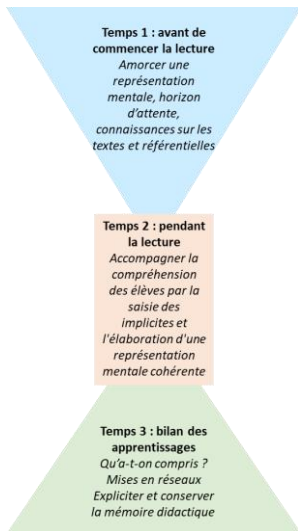 Temps 1 : avant de
commencer la lecture
Amorcer une
représentation
mentale, horizon
d'attente,
connaissances sur les
textes et référentielles
Temps 2 : pendant
la lecture
Accompagner la
compréhension
des élèves par la
saisie des
implicites et
l'élaboration d'une
représentation
mentale cohérente
Temps 3 : bilan des
apprentissages
Qu'a-t-on compris ?
Mises en réseaux
Expliciter et conserver
la mémoire didactique